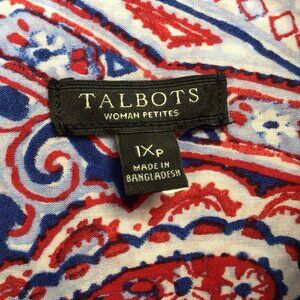 TALBOTS
WOMAN PETITES
1XP
MADE IN
BANGLADESH